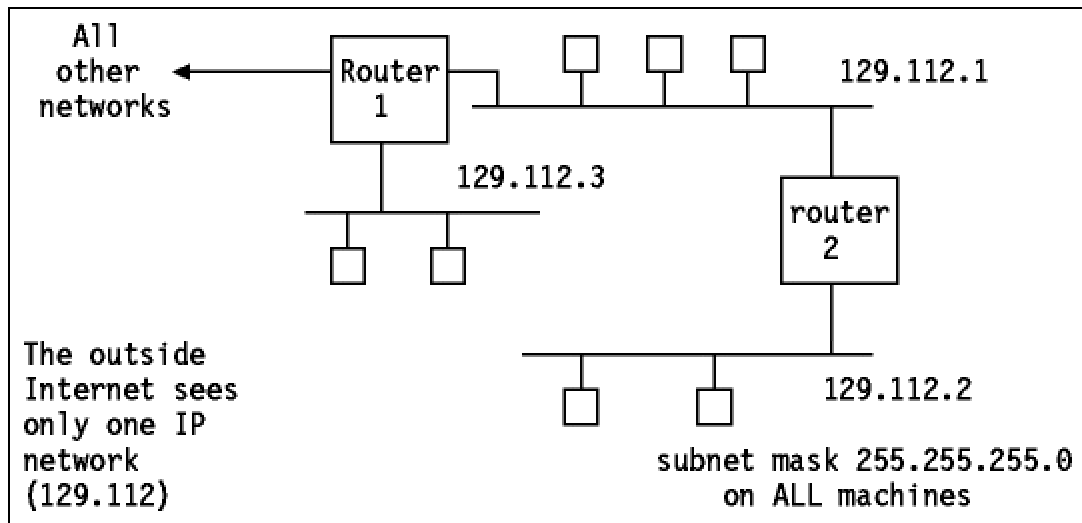 All
other
networks
Router
1
129.112.1
129.112.3
router
2
The outside
Internet sees
only one IP
network
(129.112)
129.112.2
subnet mask 255.255.255.0
on ALL machines